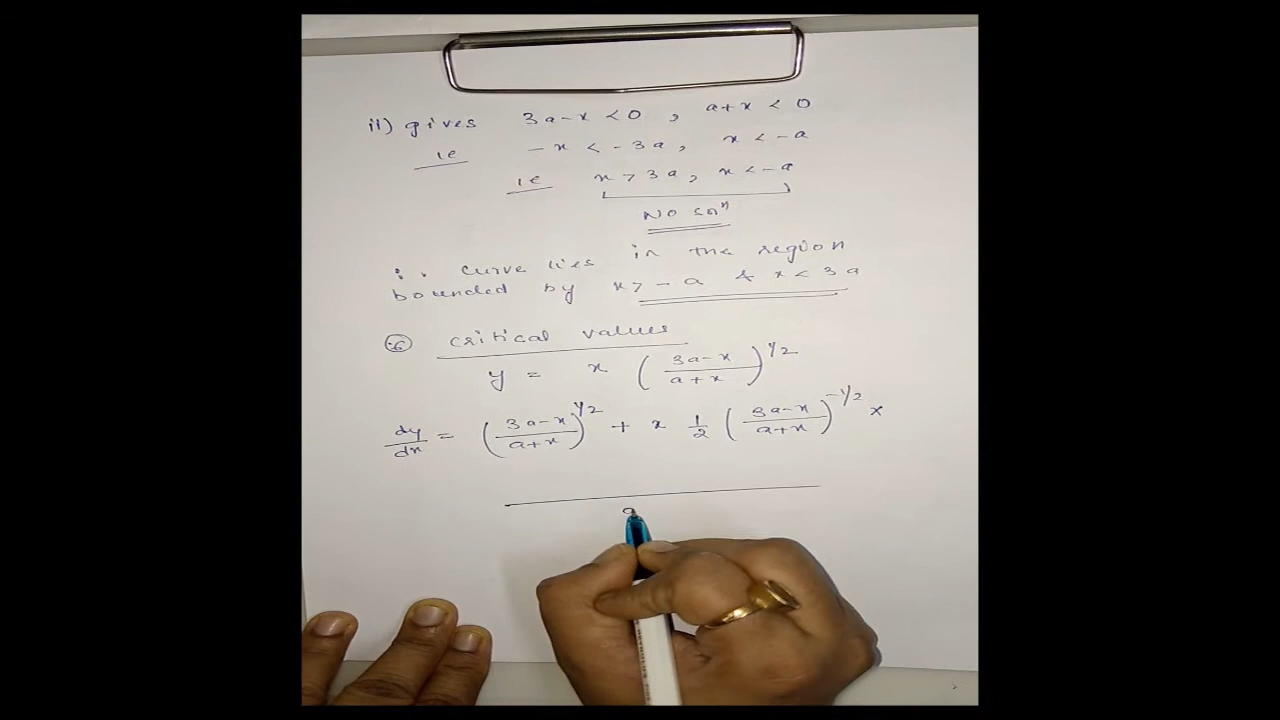 ii) gives 3a-x < 0 , a+x < 0
ie -x < -3a, x < -a
ie x > 3a, x < -a
NO solⁿ
∴ curve lies in the region
bounded by x > -a & x < 3a
6 critical values
y = x ((3a-x)/(a+x))^1/2
dy/dx = ((3a-x)/(a+x))^1/2 + x 1/2 ((3a-x)/(a+x))^-1/2 ×